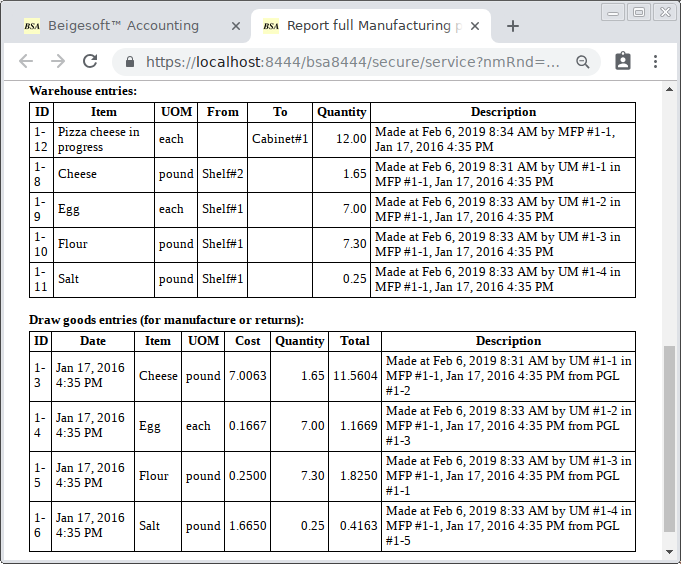 BSA Beigesoft™ Accounting
BSA Report full Manufacturing p
https://localhost:8444/bsa8444/secure/service?nmRnd=...
Warehouse entries:
ID Item UOM From To Quantity Description
1-12 Pizza cheese in progress each Cabinet#1 12.00 Made at Feb 6, 2019 8:34 AM by MFP #1-1, Jan 17, 2016 4:35 PM
1-8 Cheese pound Shelf#2 1.65 Made at Feb 6, 2019 8:31 AM by UM #1-1 in MFP #1-1, Jan 17, 2016 4:35 PM
1-9 Egg each Shelf#1 7.00 Made at Feb 6, 2019 8:33 AM by UM #1-2 in MFP #1-1, Jan 17, 2016 4:35 PM
1-10 Flour pound Shelf#1 7.30 Made at Feb 6, 2019 8:33 AM by UM #1-3 in MFP #1-1, Jan 17, 2016 4:35 PM
1-11 Salt pound Shelf#1 0.25 Made at Feb 6, 2019 8:33 AM by UM #1-4 in MFP #1-1, Jan 17, 2016 4:35 PM
Draw goods entries (for manufacture or returns):
ID Date Item UOM Cost Quantity Total Description
1-3 Jan 17, 2016 4:35 PM Cheese pound 7.0063 1.65 11.5604 Made at Feb 6, 2019 8:31 AM by UM #1-1 in MFP #1-1, Jan 17, 2016 4:35 PM from PGL #1-2
1-4 Jan 17, 2016 4:35 PM Egg each 0.1667 7.00 1.1669 Made at Feb 6, 2019 8:33 AM by UM #1-2 in MFP #1-1, Jan 17, 2016 4:35 PM from PGL #1-3
1-5 Jan 17, 2016 4:35 PM Flour pound 0.2500 7.30 1.8250 Made at Feb 6, 2019 8:33 AM by UM #1-3 in MFP #1-1, Jan 17, 2016 4:35 PM from PGL #1-1
1-6 Jan 17, 2016 4:35 PM Salt pound 1.6650 0.25 0.4163 Made at Feb 6, 2019 8:33 AM by UM #1-4 in MFP #1-1, Jan 17, 2016 4:35 PM from PGL #1-5